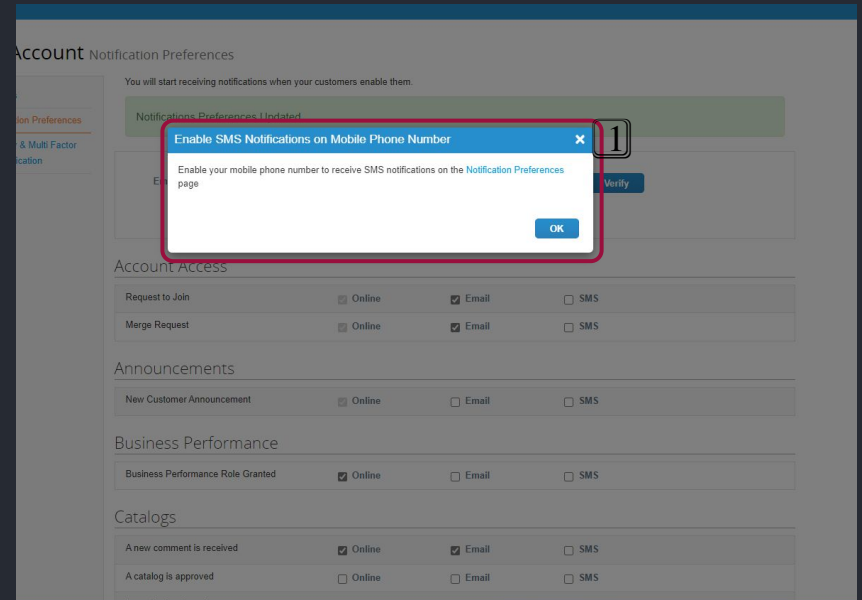 Account Notification Preferences
You will start receiving notifications when your customers enable them.
Notifications Preferences Updated
tion Preferences
& Multi Factor
ication
Enable SMS Notifications on Mobile Phone Number ×
1
Enable your mobile phone number to receive SMS notifications on the Notification Preferences
page
Verify
OK
Account Access
Request to Join Online Email SMS
Merge Request Online Email SMS
Announcements
New Customer Announcement Online Email SMS
Business Performance
Business Performance Role Granted Online Email SMS
Catalogs
A new comment is received Online Email SMS
A catalog is approved Online Email SMS